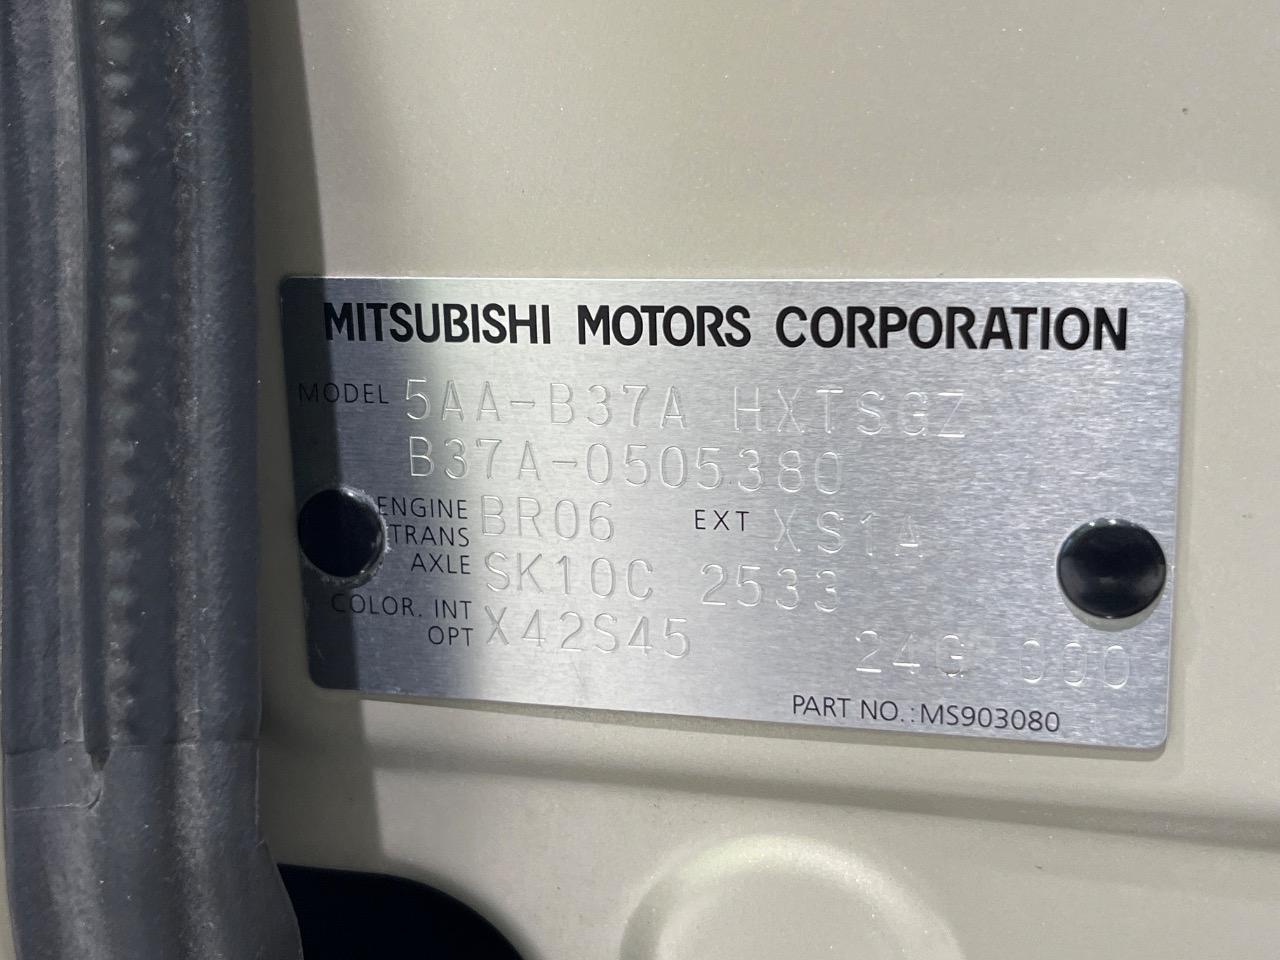 MITSUBISHI MOTORS CORPORATION
MODEL 5AA-B37A HXTSGZ
B37A-0505380
ENGINE BR06 EXT XS1A
TRANS
AXLE SK10C 2533
COLOR. INT X42S45
OPT 24G 000
PART NO.:MS903080